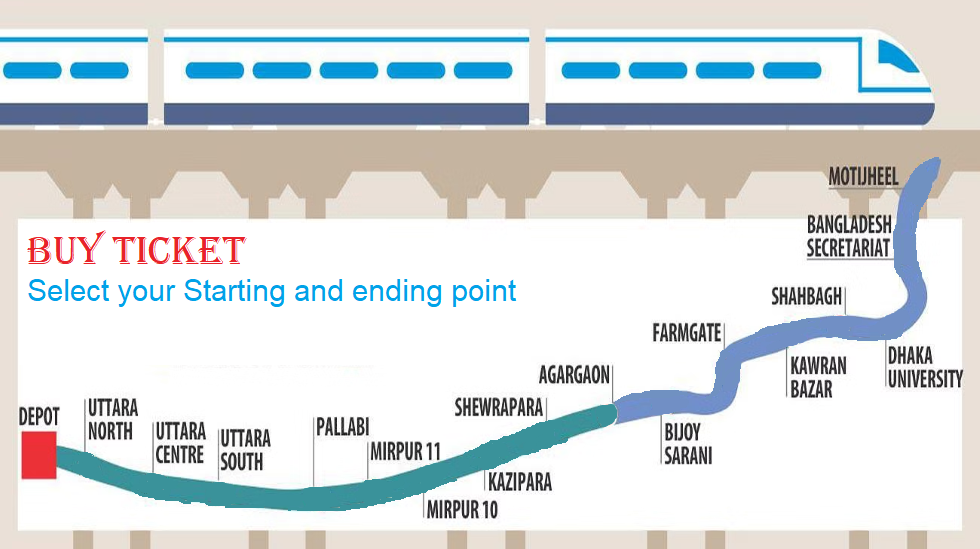 MOTIJHEEL
BANGLADESH
SECRETARIAT
BUY TICKET
Select your Starting and ending point
SHAHBAGH
FARMGATE
DHAKA
UNIVERSITY
KAWRAN
BAZAR
AGARGAON
SHEWRAPARA
DEPOT
UTTARA
NORTH
PALLABI
UTTARA
CENTRE
UTTARA
SOUTH
BIJOY
SARANI
MIRPUR 11
KAZIPARA
MIRPUR 10